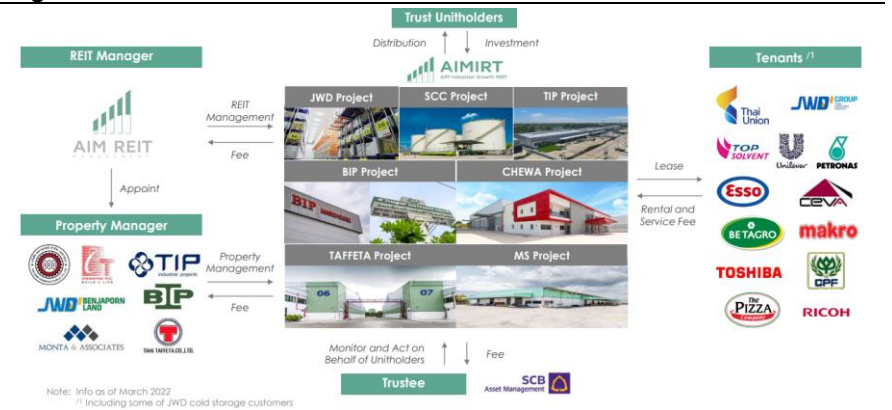 Trust Unitholders
Distribution
Investment
REIT Manager
AIMIRT
AIM Industrial Growth REIT
Tenants /1
JWD Project
SCC Project
TIP Project
AIM REIT
MANAGEMENT
REIT
Management
Fee
Thai
Union
JWD GROUP
TOP
SOLVENT
Unilever
PETRONAS
BIP Project
CHEWA Project
BIP WAREHOUSE
Lease
Rental and
Service Fee
Esso
CEVA
Appoint
Property Manager
TIP
industrial projects
BETAGRO
makro
TAFFETA Project
MS Project
06
07
Property
Management
Fee
JWD BENJAPORN
LAND
BIP
TOSHIBA
CPF
MONTA & ASSOCIATES
THAI TAFFETA CO.,LTD.
The
PIZZA
Company
RICOH
Monitor and Act on
Behalf of Unitholders
Fee
Trustee
SCB
Asset Management
Note: Info as of March 2022
/1 Including some of JWD cold storage customers